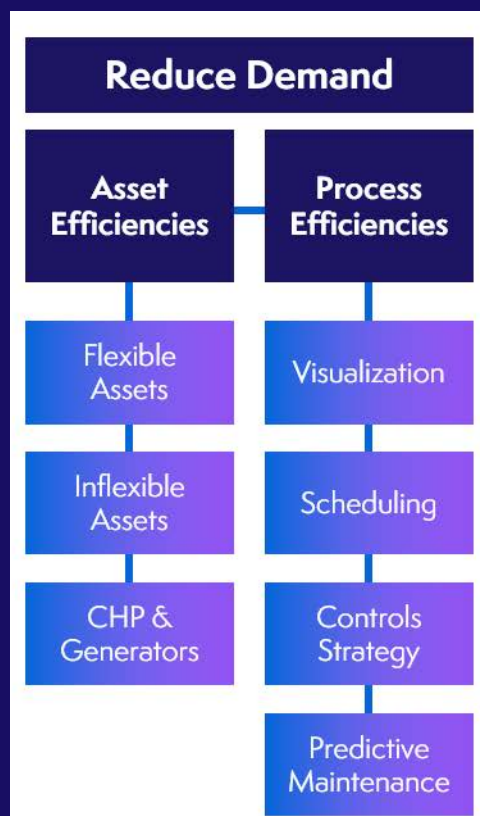 Reduce Demand
Asset
Efficiencies
Process
Efficiencies
Flexible
Assets
Visualization
Inflexible
Assets
Scheduling
CHP &
Generators
Controls
Strategy
Predictive
Maintenance